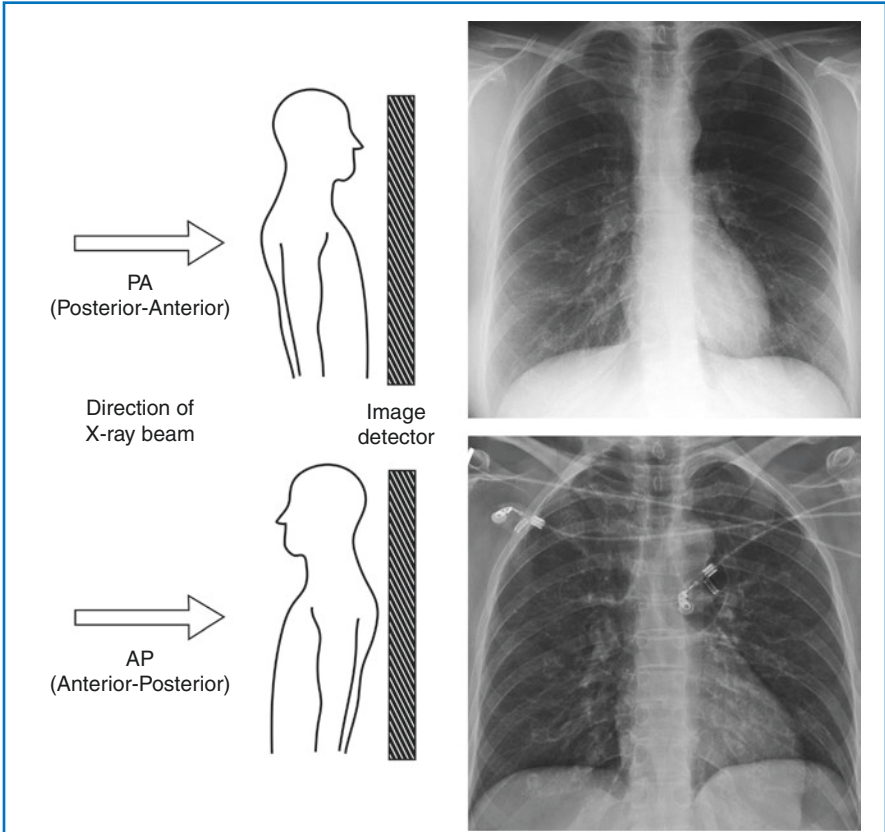 PA
(Posterior-Anterior)
Direction of
X-ray beam
Image
detector
AP
(Anterior-Posterior)